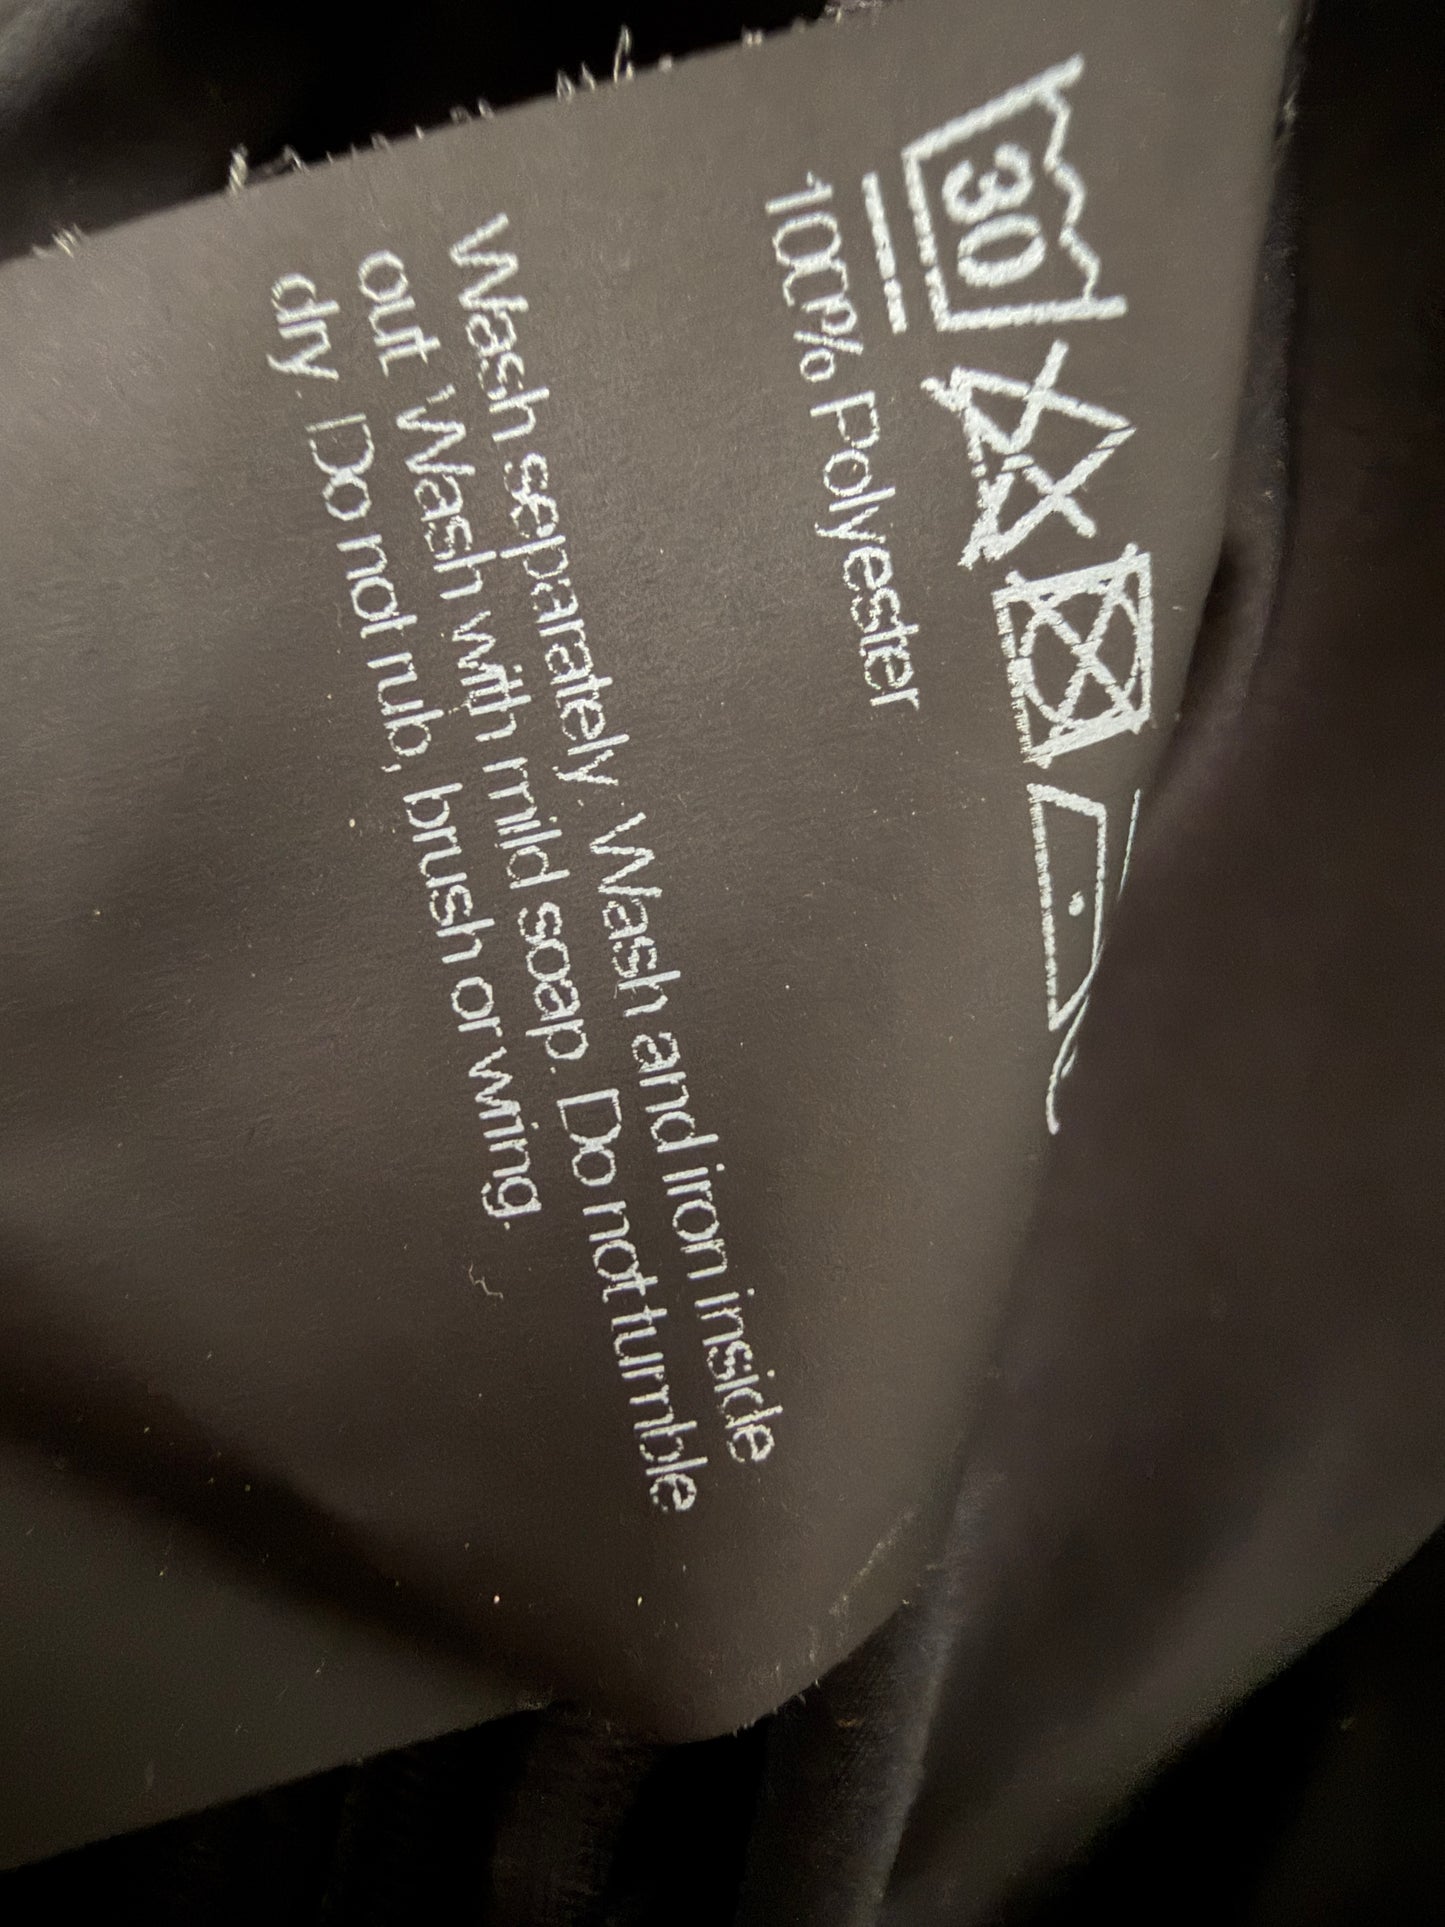 30
100% Polyester
Wash separately. Wash and iron inside
out. Wash with mild soap. Do not tumble
dry. Do not rub, brush or wring.